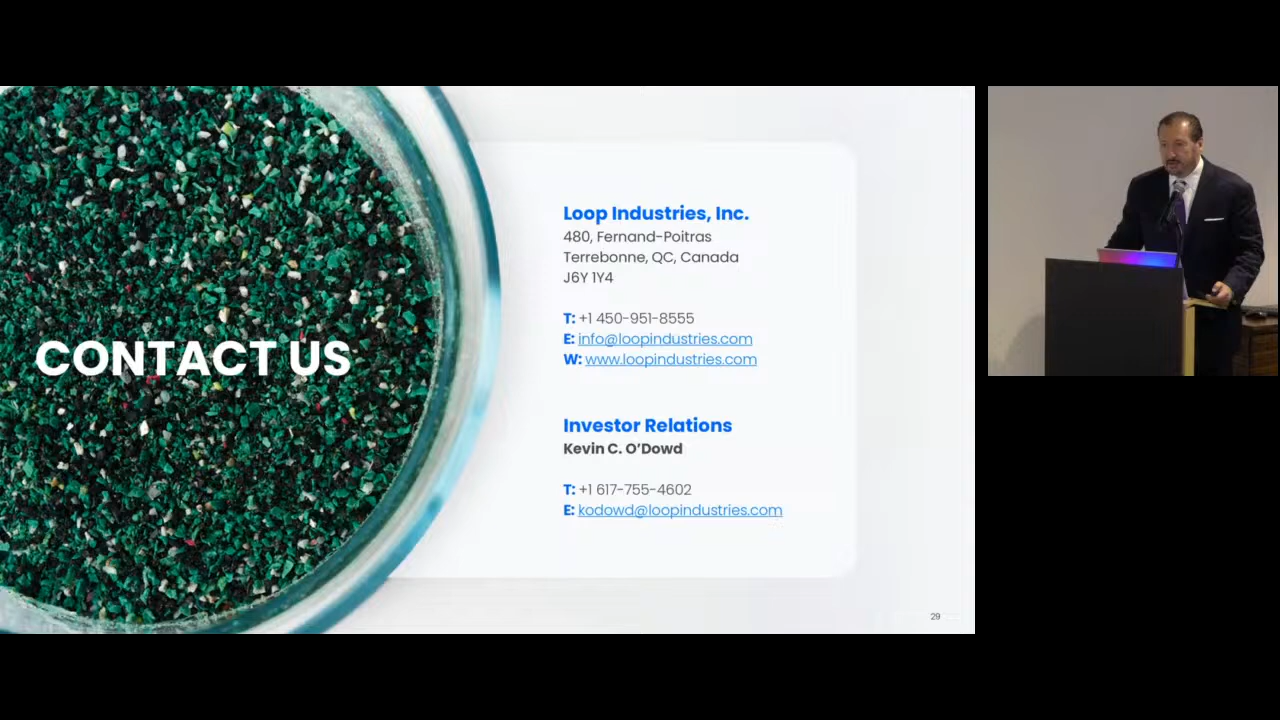 CONTACT US
Loop Industries, Inc.
480, Fernand-Poitras
Terrebonne, QC, Canada
J6Y 1Y4
T: +1 450-951-8555
E: info@loopindustries.com
W: www.loopindustries.com
Investor Relations
Kevin C. O’Dowd
T: +1 617-755-4602
E: kodowd@loopindustries.com
29